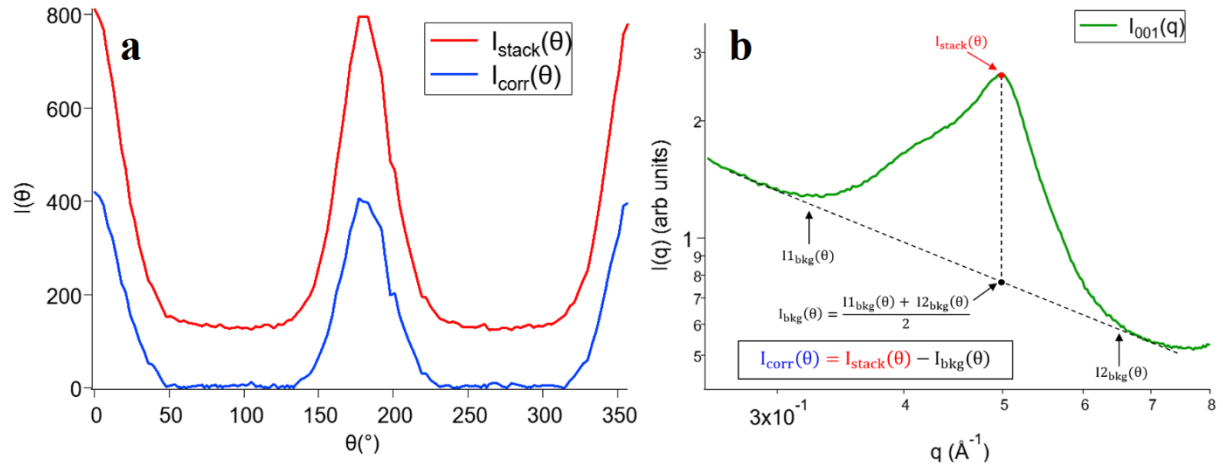 a
I_stack(θ)
I_corr(θ)
800
600
400
200
0
I(θ)
0 50 100 150 200 250 300 350
θ(°)
b
I_001(q)
I_stack(θ)
3
2
1
9
8
7
6
5
I(q) (arb units)
I1_bkg(θ)
I_bkg(θ) = (I1_bkg(θ) + I2_bkg(θ))/2
I_corr(θ) = I_stack(θ) − I_bkg(θ)
I2_bkg(θ)
3x10^-1 4 5 6 7 8
q (Å^-1)